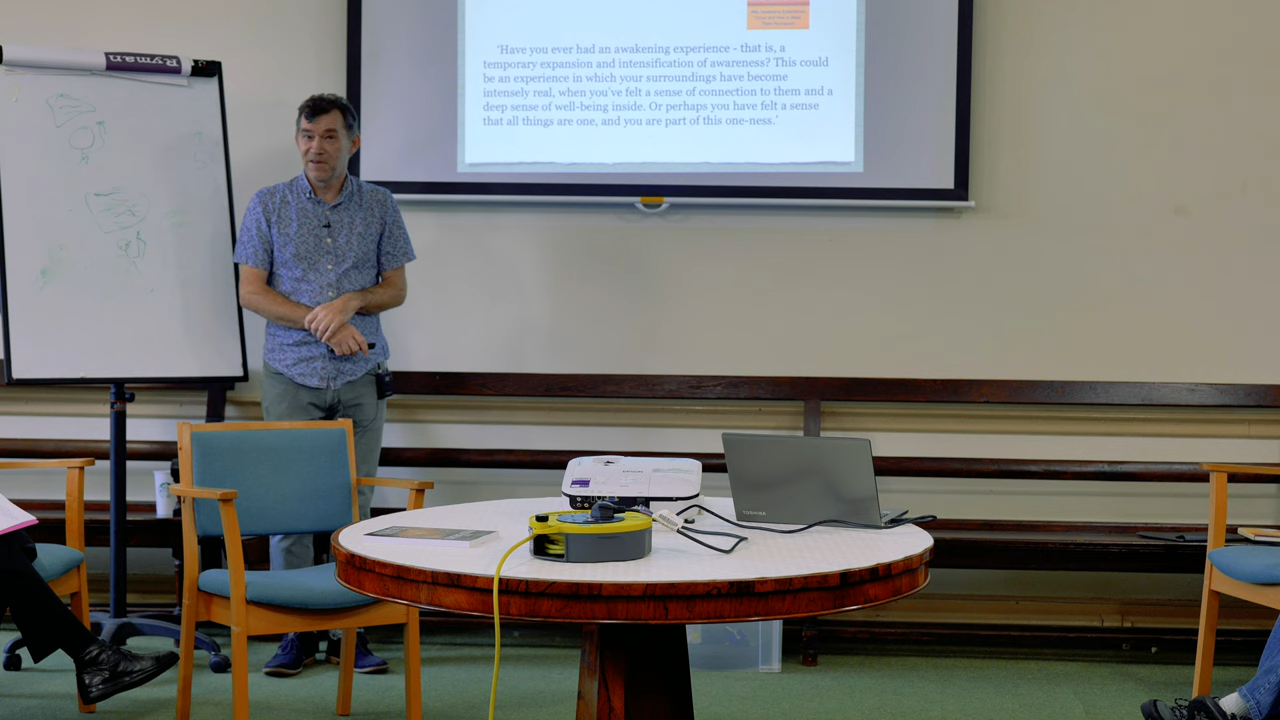 'Have you ever had an awakening experience - that is, a
temporary expansion and intensification of awareness? This could
be an experience in which your surroundings have become
intensely real, when you've felt a sense of connection to them and a
deep sense of well-being inside. Or perhaps you have felt a sense
that all things are one, and you are part of this one-ness.'
Ryman
EPSON
TOSHIBA